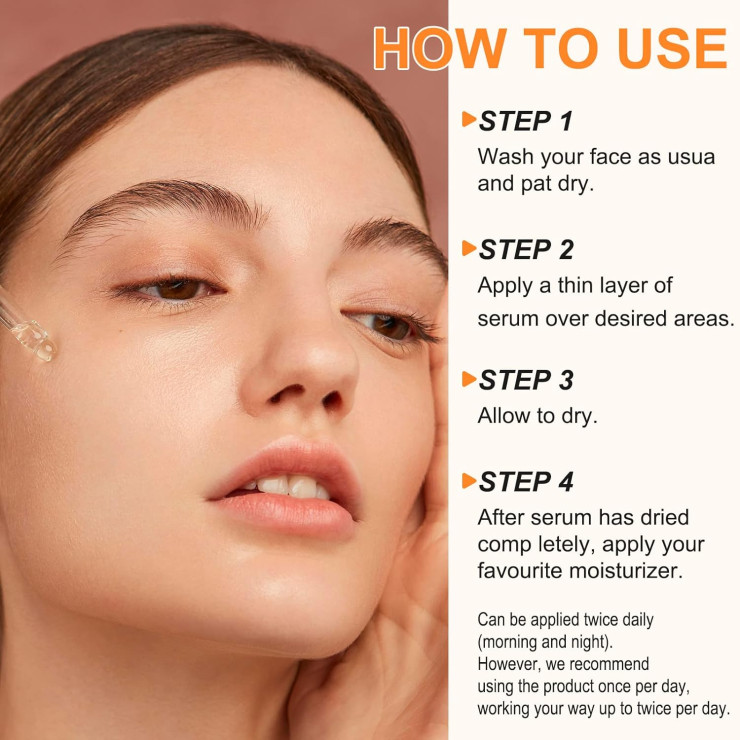 HOW TO USE
STEP 1
Wash your face as usua
and pat dry.
STEP 2
Apply a thin layer of
serum over desired areas.
STEP 3
Allow to dry.
STEP 4
After serum has dried
comp letely, apply your
favourite moisturizer.
Can be applied twice daily
(morning and night).
However, we recommend
using the product once per day,
working your way up to twice per day.